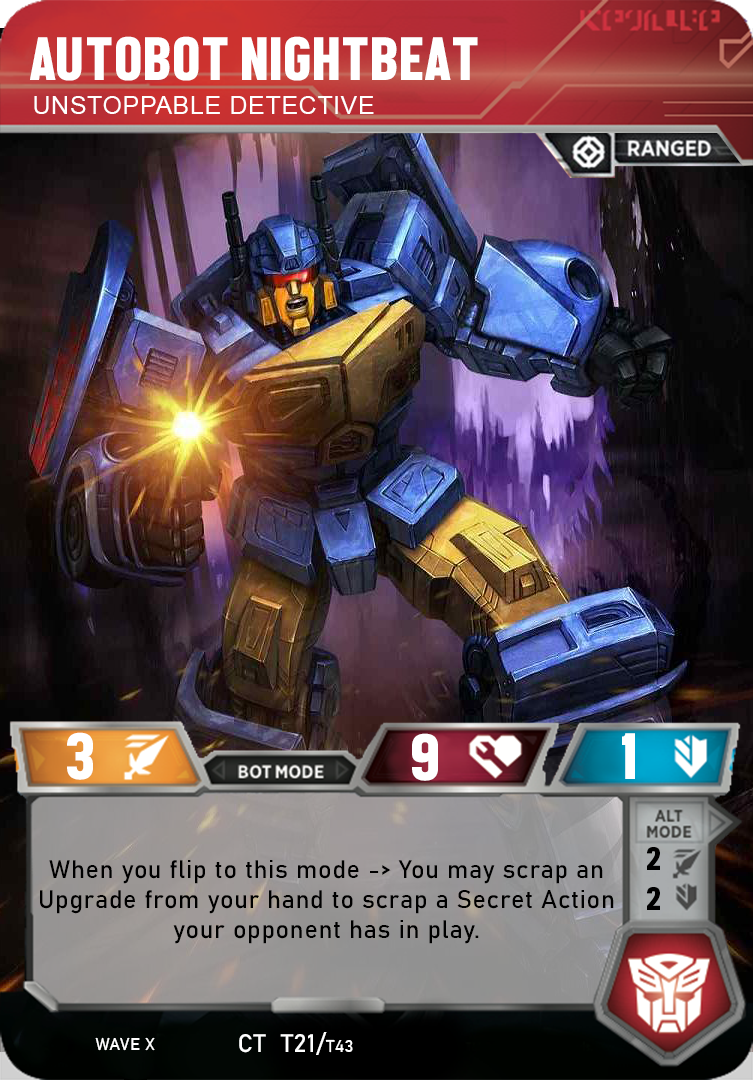 AUTOBOT NIGHTBEAT
UNSTOPPABLE DETECTIVE
RANGED
3
BOT MODE
9
1
When you flip to this mode -> You may scrap an
Upgrade from your hand to scrap a Secret Action
your opponent has in play.
ALT
MODE
2
2
WAVE X
CT T21/T43